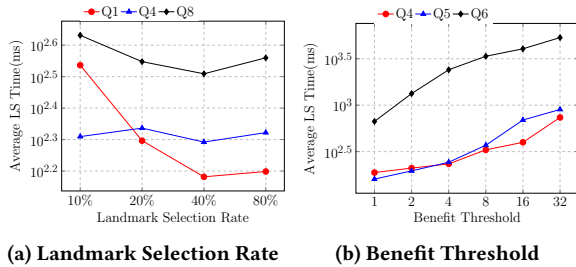 Q1 Q4 Q8
Average LS Time(ms)
10^2.6
10^2.5
10^2.4
10^2.3
10^2.2
10% 20% 40% 80%
Landmark Selection Rate
(a) Landmark Selection Rate
Q4 Q5 Q6
Average LS Time(ms)
10^3.5
10^3
10^2.5
1 2 4 8 16 32
Benefit Threshold
(b) Benefit Threshold